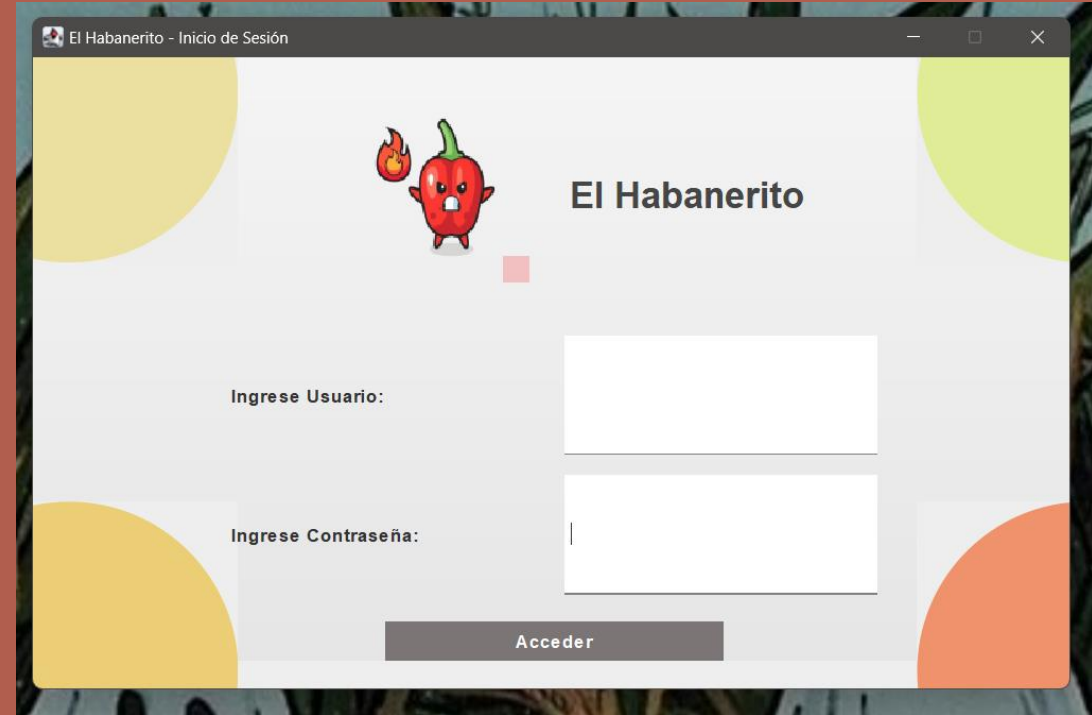 El Habanerito - Inicio de Sesión
El Habanerito
Ingrese Usuario:
Ingrese Contraseña:
Acceder